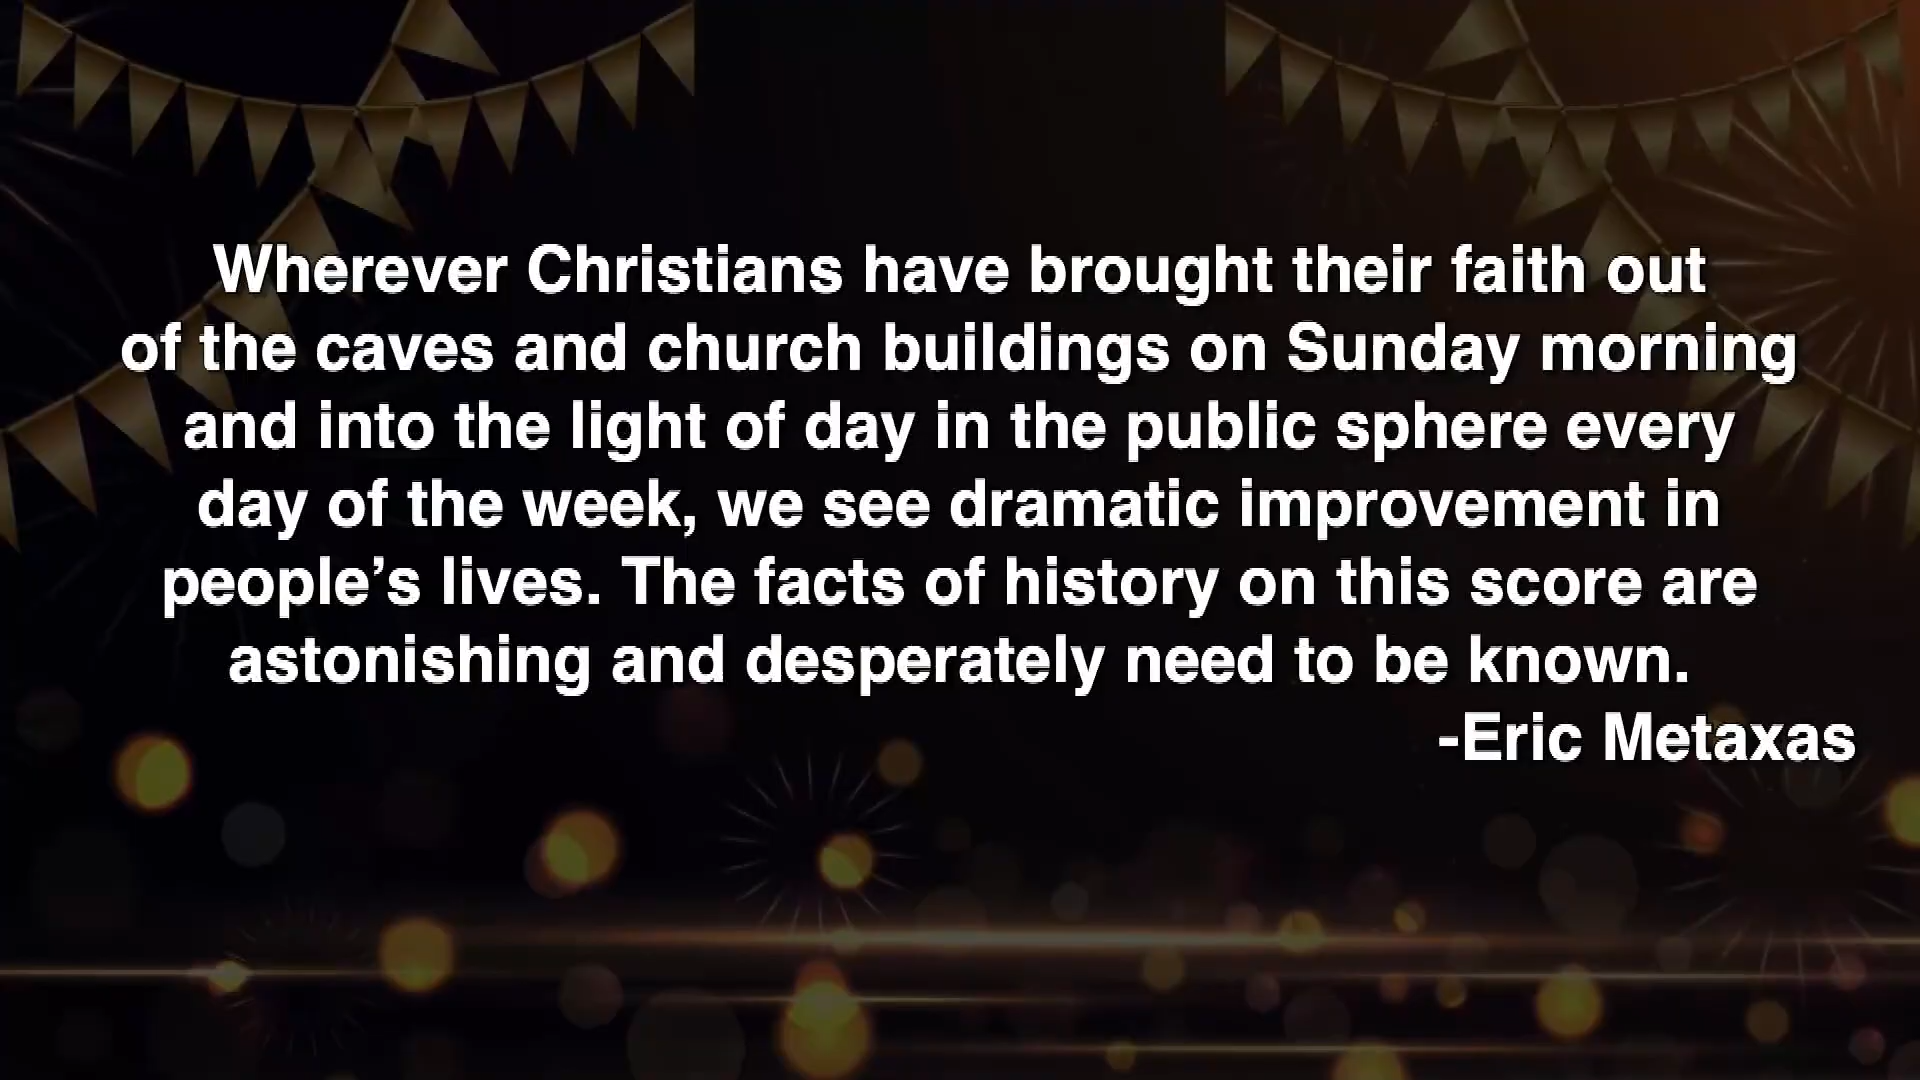 Wherever Christians have brought their faith out
of the caves and church buildings on Sunday morning
and into the light of day in the public sphere every
day of the week, we see dramatic improvement in
people’s lives. The facts of history on this score are
astonishing and desperately need to be known.
-Eric Metaxas